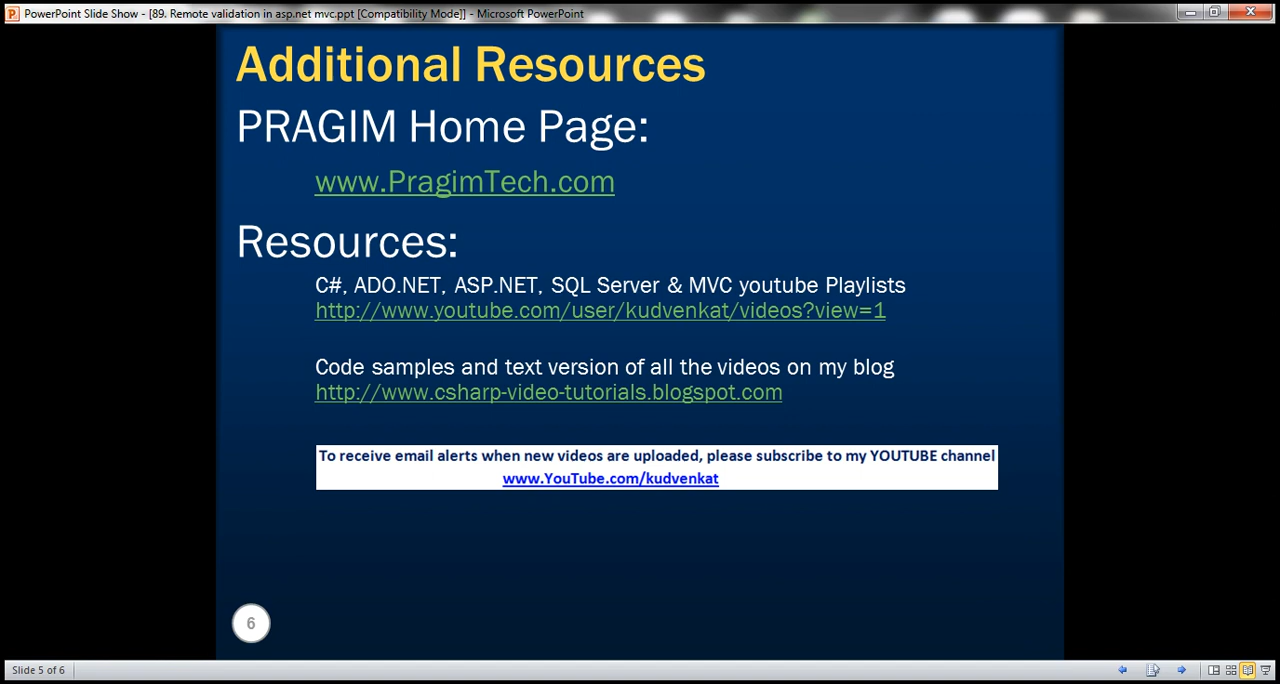 PowerPoint Slide Show - [89. Remote validation in asp.net mvc.ppt [Compatibility Mode]] - Microsoft PowerPoint
Additional Resources
PRAGIM Home Page:
www.PragimTech.com
Resources:
C#, ADO.NET, ASP.NET, SQL Server & MVC youtube Playlists
http://www.youtube.com/user/kudvenkat/videos?view=1
Code samples and text version of all the videos on my blog
http://www.csharp-video-tutorials.blogspot.com
To receive email alerts when new videos are uploaded, please subscribe to my YOUTUBE channel
www.YouTube.com/kudvenkat
6
Slide 5 of 6